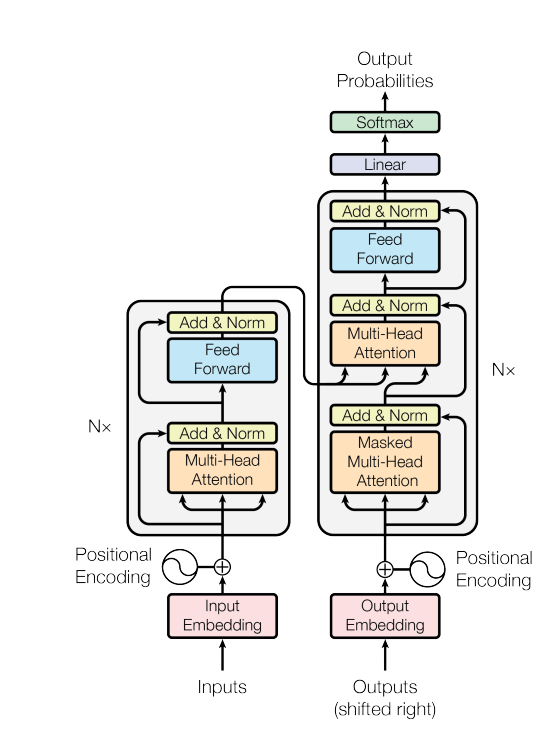 Output
Probabilities
Softmax
Linear
Add & Norm
Feed
Forward
Add & Norm
Multi-Head
Attention
Add & Norm
Masked
Multi-Head
Attention
N×
Add & Norm
Feed
Forward
Add & Norm
Multi-Head
Attention
N×
Positional
Encoding
Positional
Encoding
Input
Embedding
Output
Embedding
Inputs
Outputs
(shifted right)